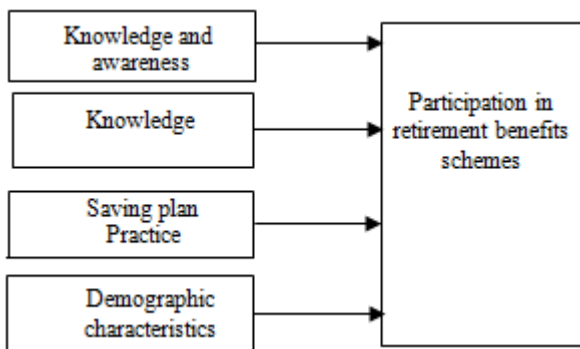 Knowledge and
awareness
Knowledge
Saving plan
Practice
Demographic
characteristics
Participation in
retirement benefits
schemes